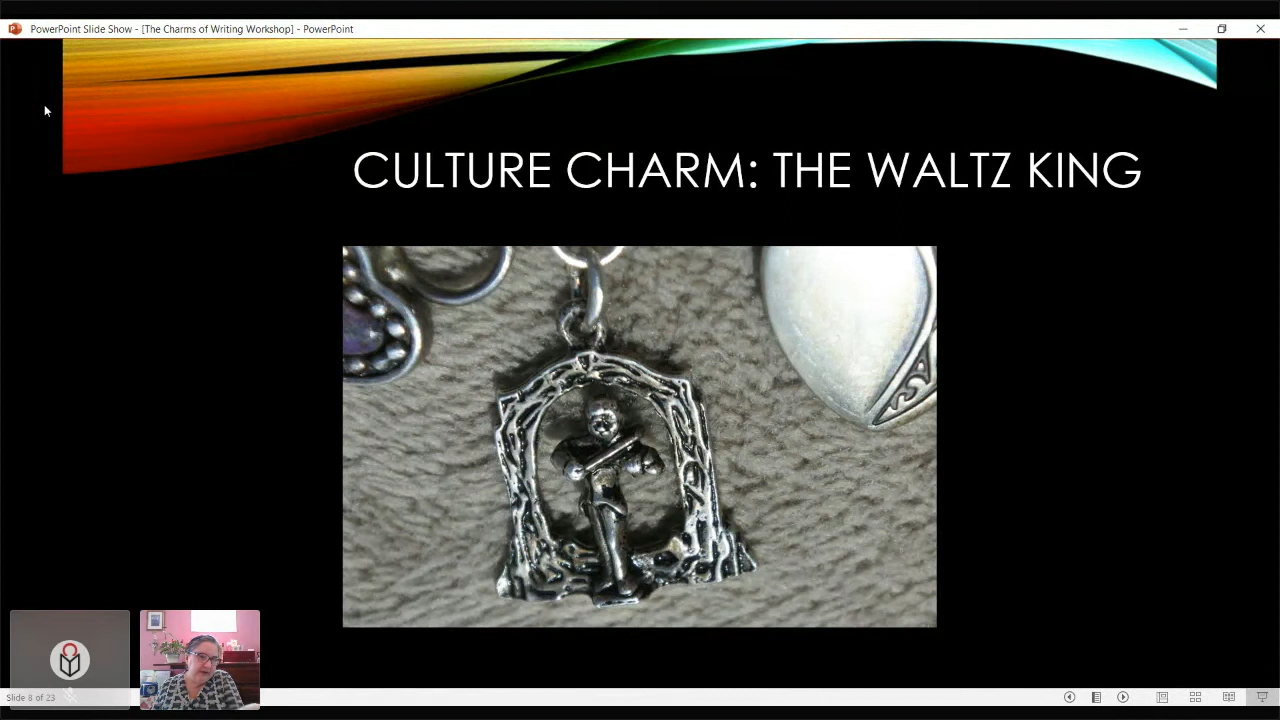 PowerPoint Slide Show - [The Charms of Writing Workshop] - PowerPoint
CULTURE CHARM: THE WALTZ KING
Slide 8 of 23